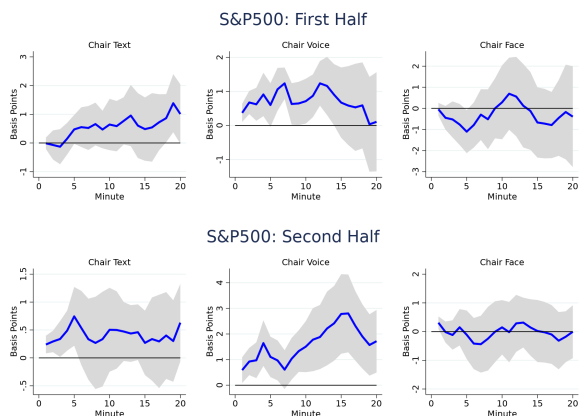 S&P500: First Half
Chair Text
Chair Voice
Chair Face
Basis Points
3
2
1
0
-1
0 5 10 15 20
Minute
Basis Points
2
1
0
-1
0 5 10 15 20
Minute
Basis Points
2
1
0
-1
-2
-3
0 5 10 15 20
Minute
S&P500: Second Half
Chair Text
Chair Voice
Chair Face
Basis Points
1.5
1
.5
0
-.5
0 5 10 15 20
Minute
Basis Points
4
3
2
1
0
0 5 10 15 20
Minute
Basis Points
2
1
0
-1
-2
0 5 10 15 20
Minute